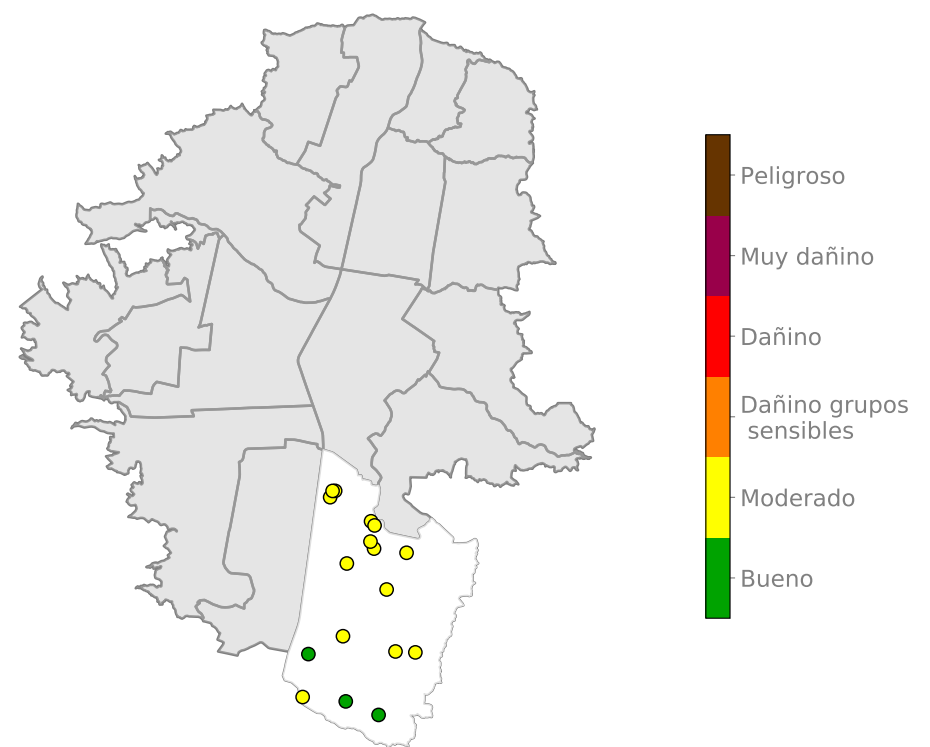 Peligroso
Muy dañino
Dañino
Dañino grupos
sensibles
Moderado
Bueno